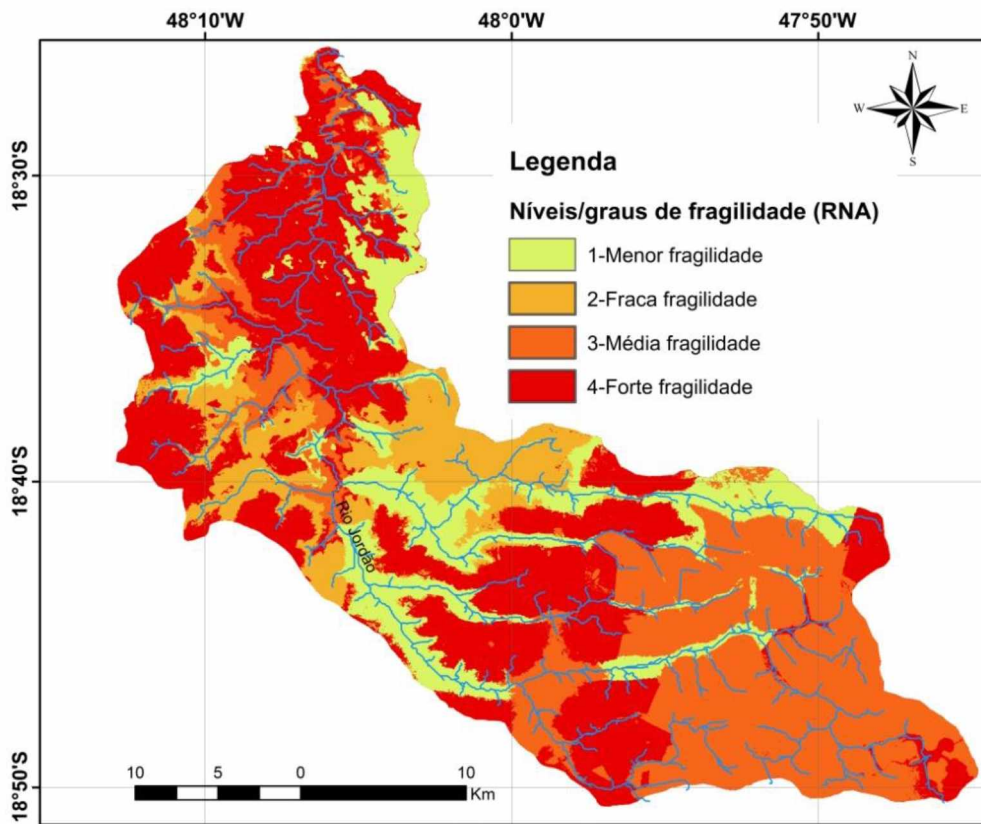 48°10'W 48°0'W 47°50'W
N
W E
S
18°30'S
18°40'S
18°50'S
Legenda
Níveis/graus de fragilidade (RNA)
1-Menor fragilidade
2-Fraca fragilidade
3-Média fragilidade
4-Forte fragilidade
Rio Jordão
10 5 0 10
Km